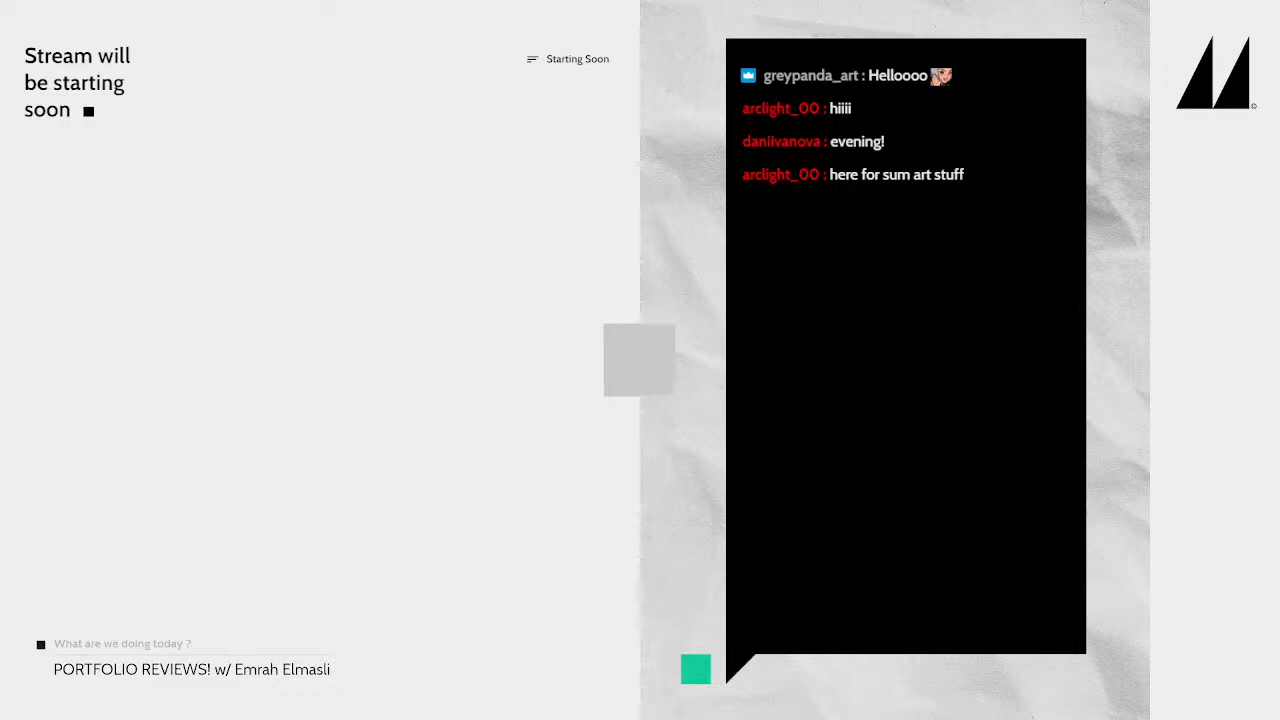 Stream will
be starting
soon
Starting Soon
greypanda_art : Helloooo
arclight_00 : hiiii
daniivanova : evening!
arclight_00 : here for sum art stuff
What are we doing today ?
PORTFOLIO REVIEWS! w/ Emrah Elmasli